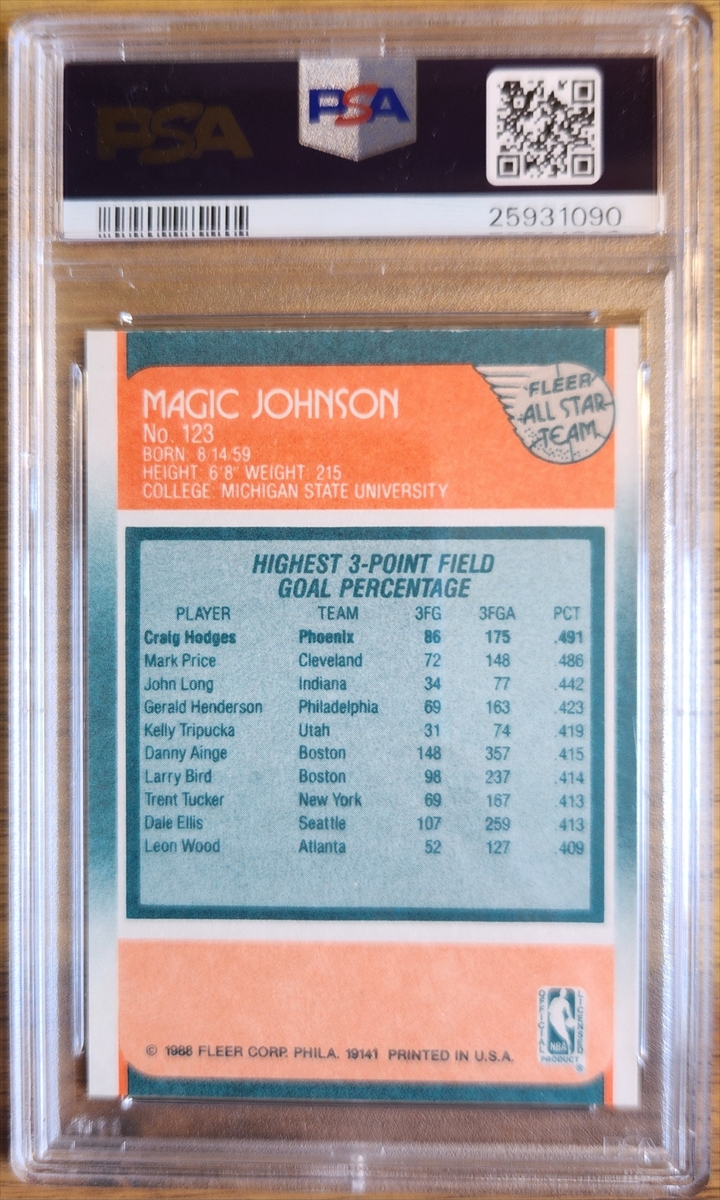 PSA PSA
25931090
MAGIC JOHNSON
No. 123
BORN: 8-14-59
HEIGHT: 6'8" WEIGHT: 215
COLLEGE: MICHIGAN STATE UNIVERSITY
FLEER
ALL STAR
TEAM
HIGHEST 3-POINT FIELD
GOAL PERCENTAGE
PLAYER TEAM 3FG 3FGA PCT
Craig Hodges Phoenix 86 175 .491
Mark Price Cleveland 72 148 .486
John Long Indiana 34 77 .442
Gerald Henderson Philadelphia 69 163 .423
Kelly Tripucka Utah 31 74 .419
Danny Ainge Boston 148 357 .415
Larry Bird Boston 98 237 .414
Trent Tucker New York 69 167 .413
Dale Ellis Seattle 107 259 .413
Leon Wood Atlanta 52 127 .409
OFFICIAL LICENSED
NBA
PRODUCT
®
© 1988 FLEER CORP. PHILA. 19141 PRINTED IN U.S.A.
PSA